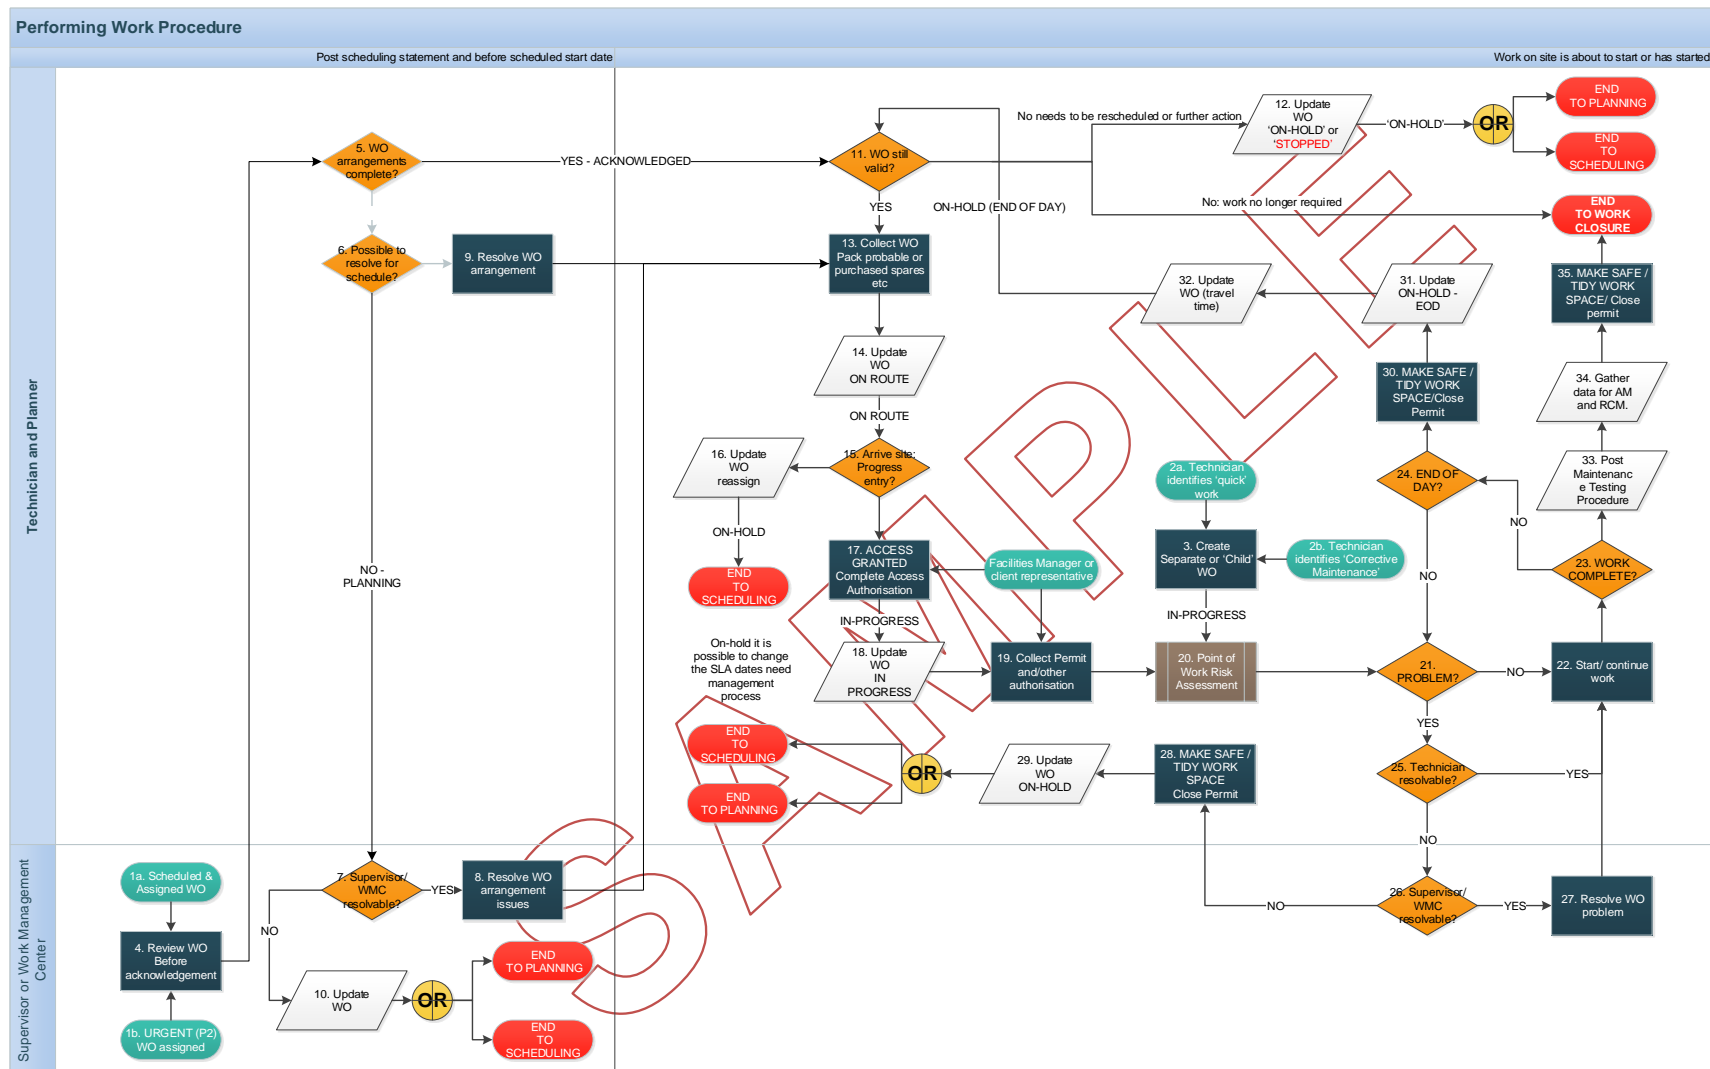 Performing Work Procedure
Post scheduling statement and before scheduled start date
Work on site is about to start or has started
Technician and Planner
Supervisor or Work Management
Center
5. WO
arrangements
complete?
YES - ACKNOWLEDGED
11. WO still
valid?
No needs to be rescheduled or further action
12. Update
WO
'ON-HOLD' or
'STOPPED'
'ON-HOLD'
OR
END
TO PLANNING
END
TO
SCHEDULING
No: work no longer required
END
TO WORK
CLOSURE
YES
ON-HOLD (END OF DAY)
6. Possible to
resolve for
schedule?
9. Resolve WO
arrangement
13. Collect WO
Pack probable or
purchased spares
etc
32. Update
WO (travel
time)
31. Update
ON-HOLD -
EOD
35. MAKE SAFE /
TIDY WORK
SPACE/ Close
permit
14. Update
WO
ON ROUTE
30. MAKE SAFE /
TIDY WORK
SPACE/Close
Permit
34. Gather
data for AM
and RCM.
ON ROUTE
16. Update
WO
reassign
15. Arrive site;
Progress
entry?
2a. Technician
identifies 'quick'
work
24. END OF
DAY?
33. Post
Maintenanc
e Testing
Procedure
ON-HOLD
NO
END
TO
SCHEDULING
17. ACCESS
GRANTED
Complete Access
Authorisation
Facilities Manager or
client representative
3. Create
Separate or 'Child'
WO
2b. Technician
identifies 'Corrective
Maintenance'
NO
23. WORK
COMPLETE?
NO -
PLANNING
IN-PROGRESS
IN-PROGRESS
On-hold it is
possible to change
the SLA dates need
management
process
18. Update
WO
IN
PROGRESS
19. Collect Permit
and/other
authorisation
20. Point of
Work Risk
Assessment
21.
PROBLEM?
NO
22. Start/ continue
work
YES
END
TO
SCHEDULING
END
TO PLANNING
OR
29. Update
WO
ON-HOLD
28. MAKE SAFE /
TIDY WORK
SPACE
Close Permit
25. Technician
resolvable?
YES
NO
1a. Scheduled &
Assigned WO
7. Supervisor/
WMC
resolvable?
YES
8. Resolve WO
arrangement
issues
NO
26. Supervisor/
WMC
resolvable?
YES
27. Resolve WO
problem
NO
4. Review WO
Before
acknowledgement
END
TO PLANNING
10. Update
WO
OR
1b. URGENT (P2)
WO assigned
END
TO
SCHEDULING
SAMPLE